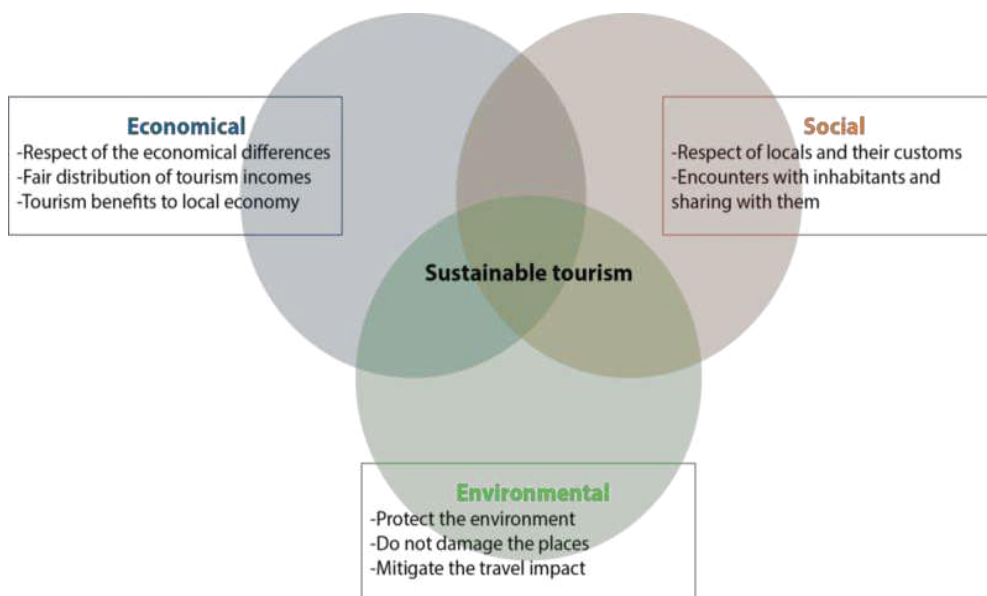 Economical
-Respect of the economical differences
-Fair distribution of tourism incomes
-Tourism benefits to local economy
Social
-Respect of locals and their customs
-Encounters with inhabitants and
sharing with them
Sustainable tourism
Environmental
-Protect the environment
-Do not damage the places
-Mitigate the travel impact